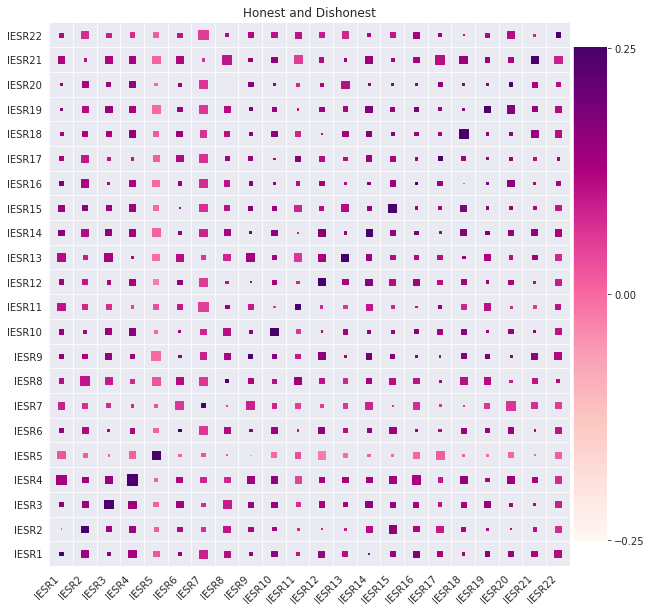 Honest and Dishonest
IESR22
IESR21
IESR20
IESR19
IESR18
IESR17
IESR16
IESR15
IESR14
IESR13
IESR12
IESR11
IESR10
IESR9
IESR8
IESR7
IESR6
IESR5
IESR4
IESR3
IESR2
IESR1
0.25
0.00
−0.25
IESR1 IESR2 IESR3 IESR4 IESR5 IESR6 IESR7 IESR8 IESR9 IESR10 IESR11 IESR12 IESR13 IESR14 IESR15 IESR16 IESR17 IESR18 IESR19 IESR20 IESR21 IESR22